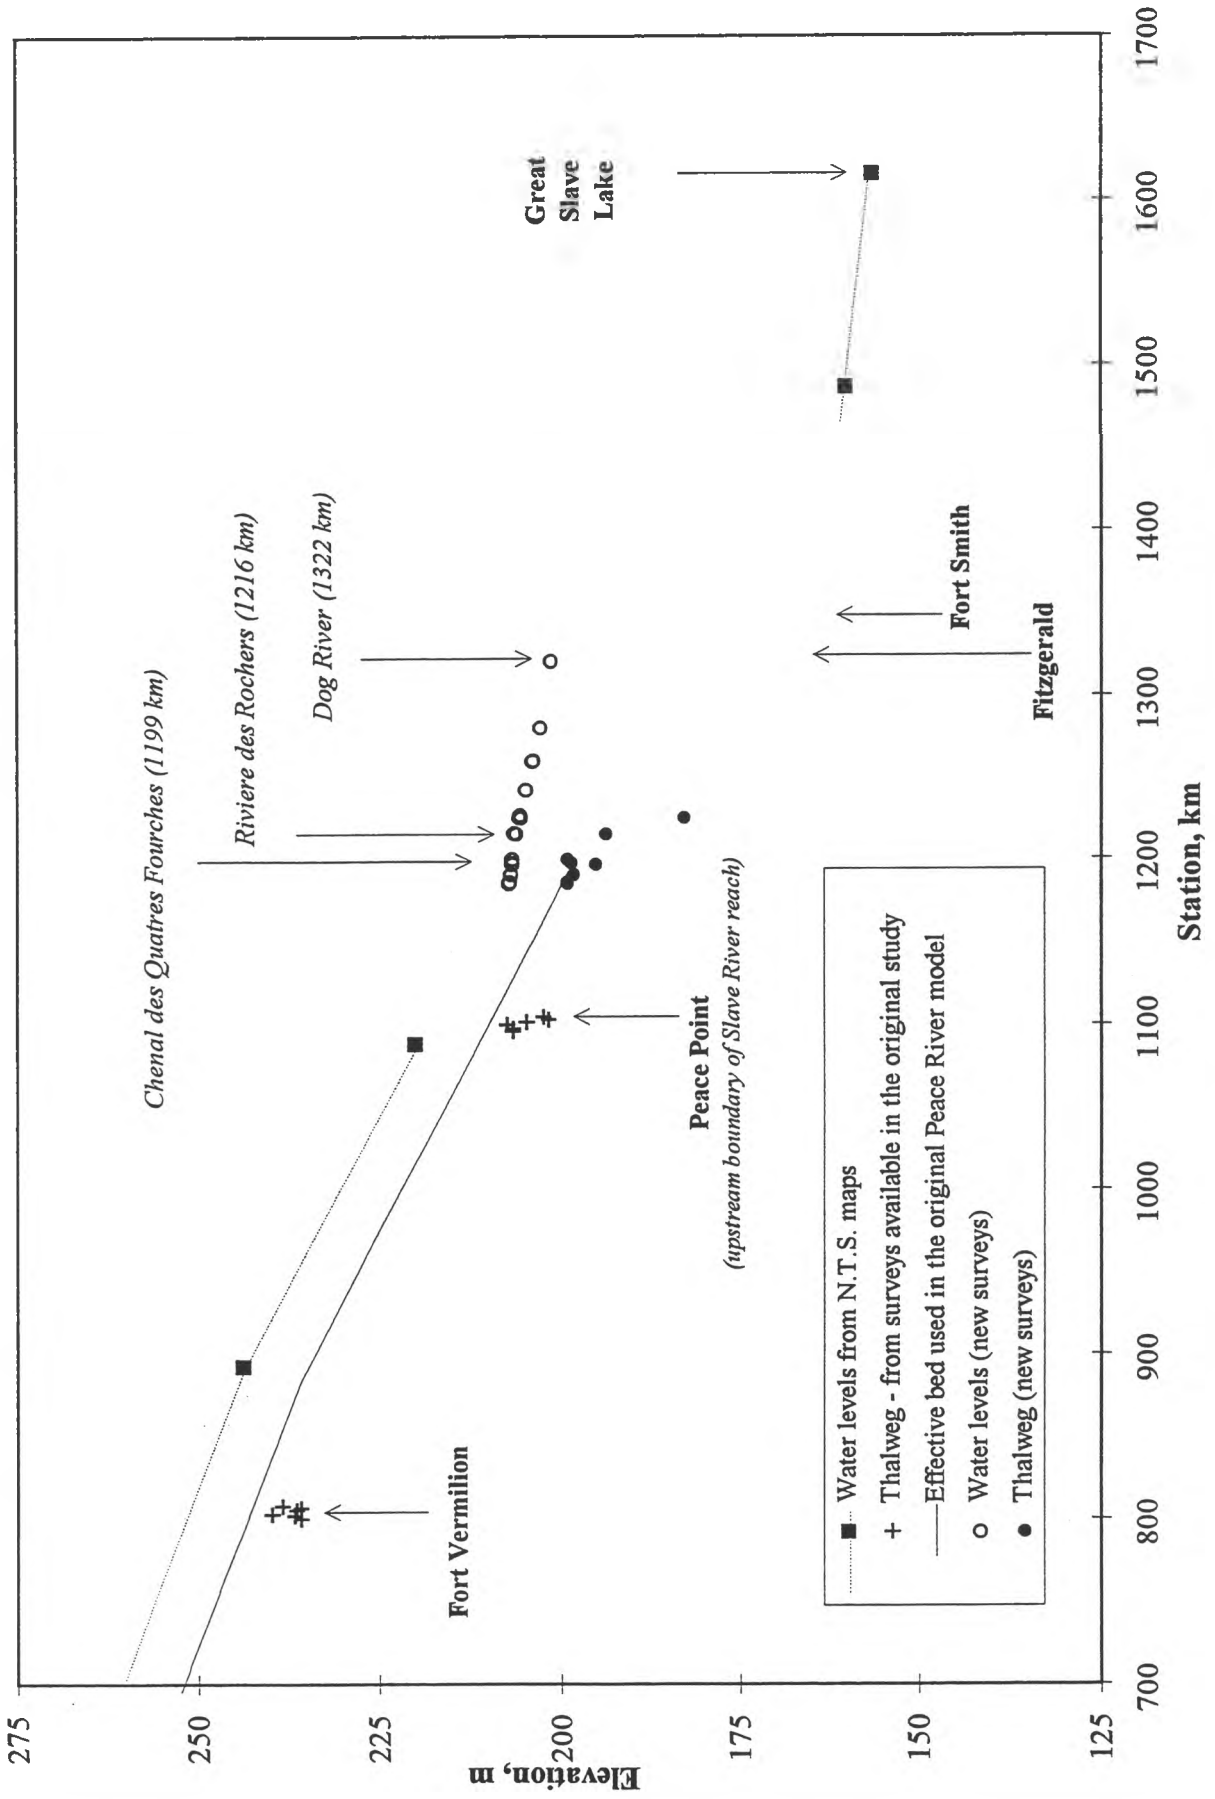 275
250
225
200
175
150
125
Elevation, m
700
800
900
1000
1100
1200
1300
1400
1500
1600
1700
Station, km
Chenal des Quatres Fourches (1199 km)
Riviere des Rochers (1216 km)
Dog River (1322 km)
Great
Slave
Lake
Fort Vermilion
Peace Point
(upstream boundary of Slave River reach)
Fitzgerald
Fort Smith
Water levels from N.T.S. maps
Thalweg - from surveys available in the original study
Effective bed used in the original Peace River model
Water levels (new surveys)
Thalweg (new surveys)